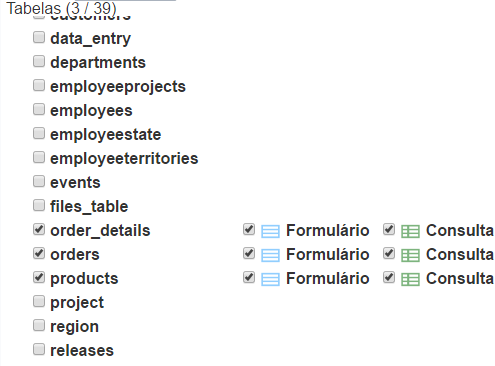 Tabelas (3 / 39)
customers
data_entry
departments
employeeprojects
employees
employeestate
employeeterritories
events
files_table
order_details Formulário Consulta
orders Formulário Consulta
products Formulário Consulta
project
region
releases